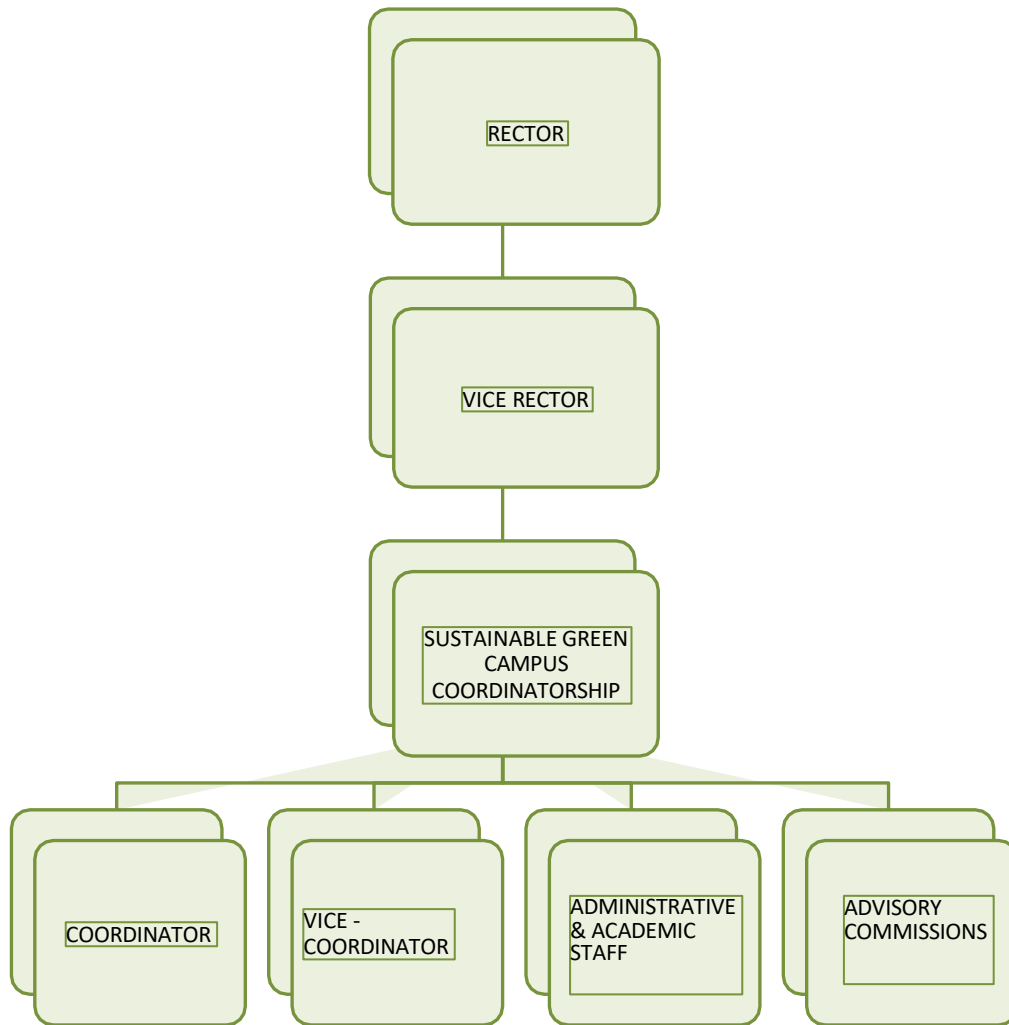 RECTOR
VICE RECTOR
SUSTAINABLE GREEN
CAMPUS
COORDINATORSHIP
COORDINATOR
VICE -
COORDINATOR
ADMINISTRATIVE
& ACADEMIC
STAFF
ADVISORY
COMMISSIONS